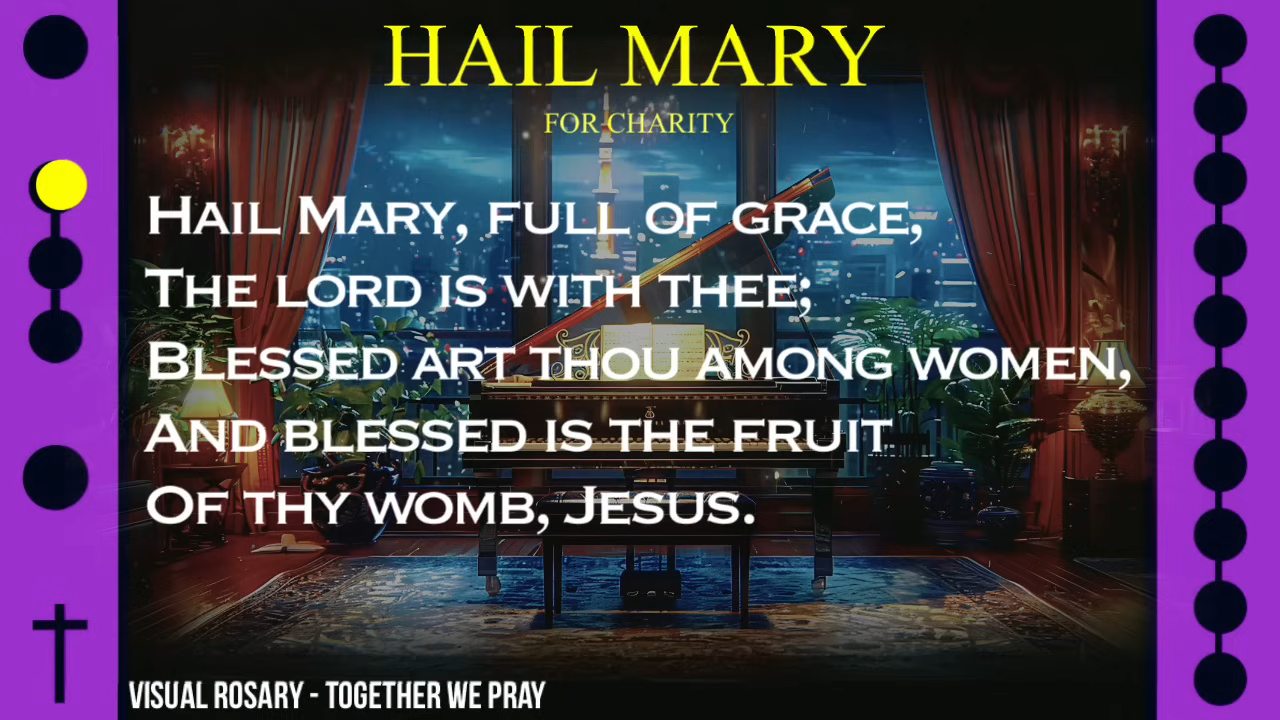 HAIL MARY
FOR CHARITY
HAIL MARY, FULL OF GRACE,
THE LORD IS WITH THEE;
BLESSED ART THOU AMONG WOMEN,
AND BLESSED IS THE FRUIT
OF THY WOMB, JESUS.
VISUAL ROSARY - TOGETHER WE PRAY